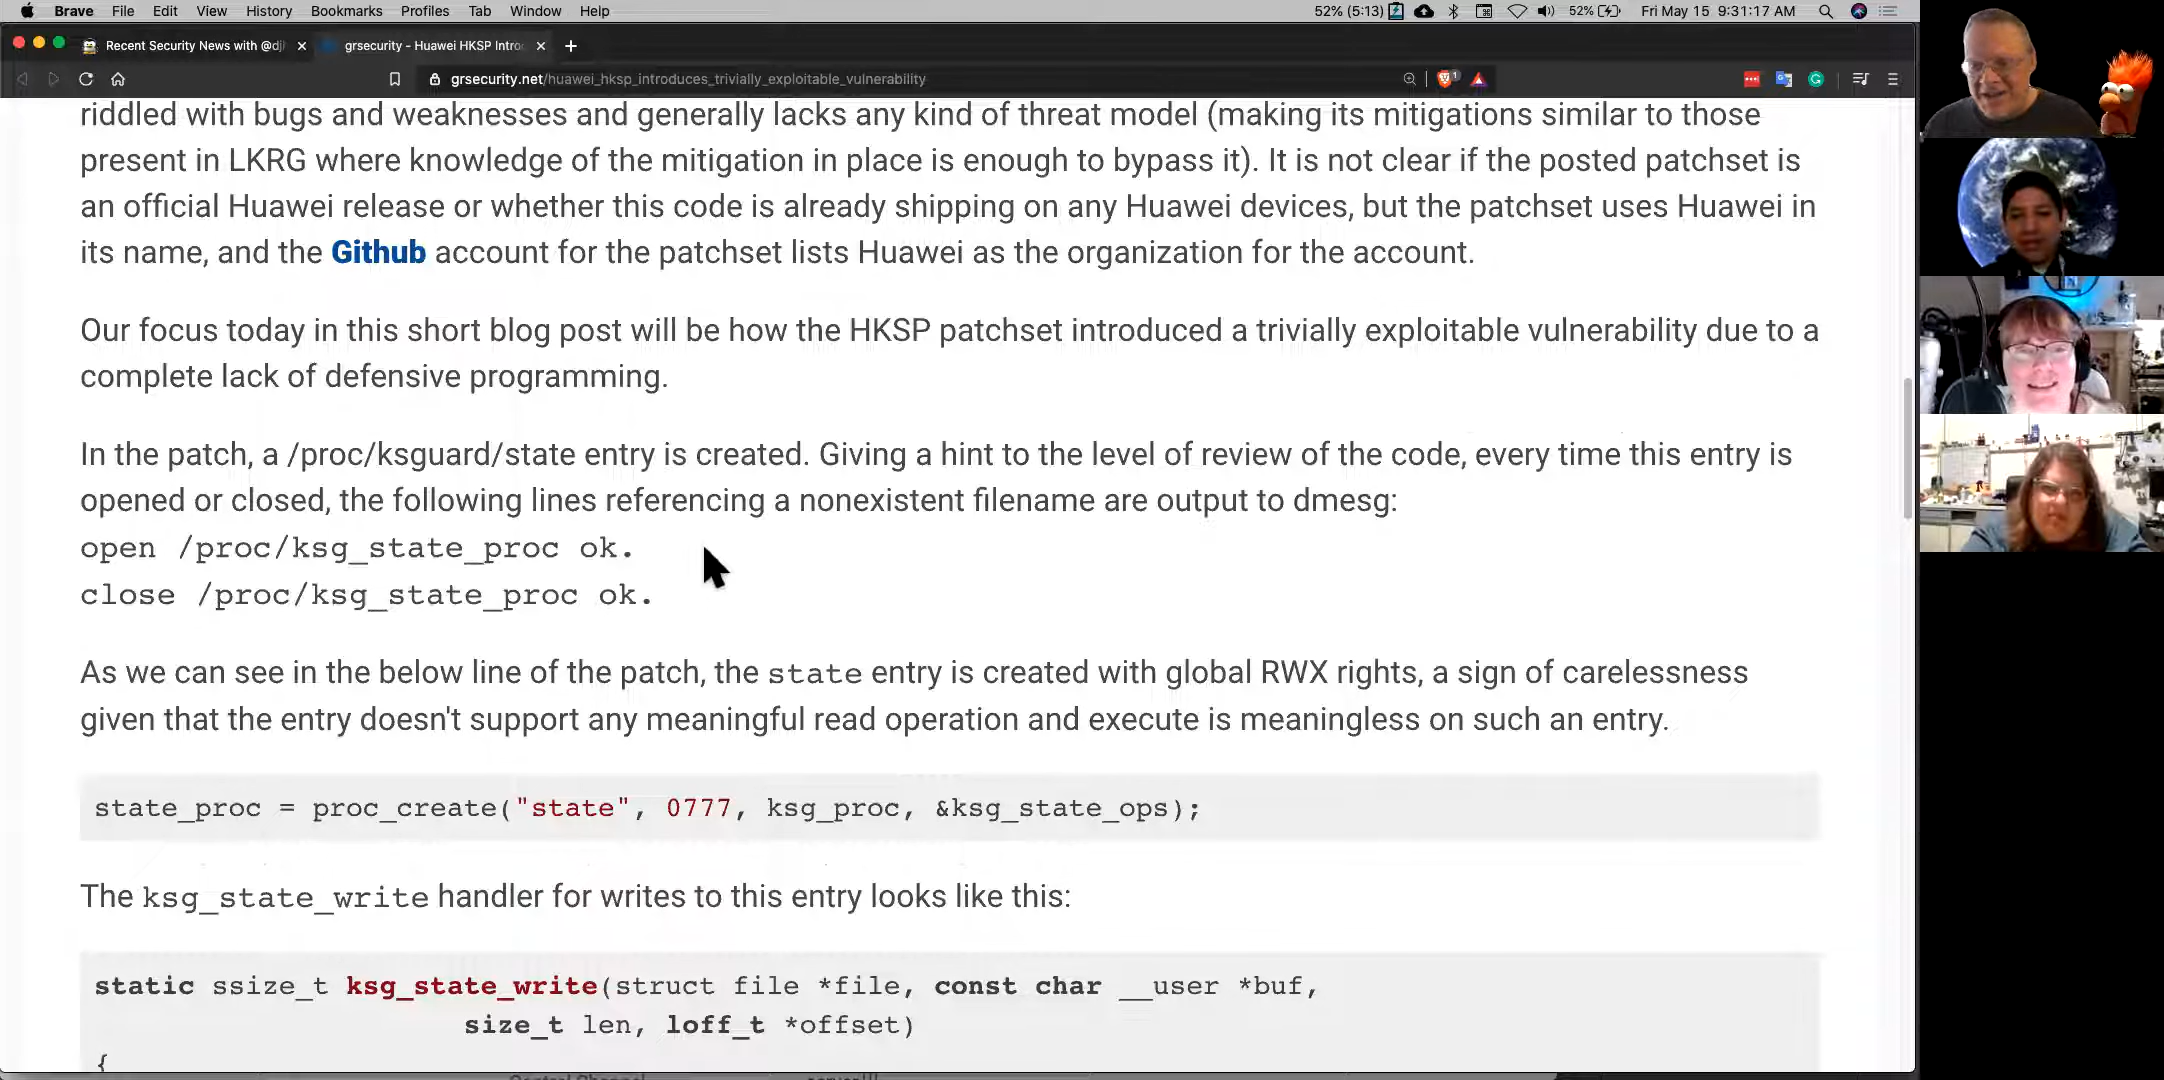 Brave File Edit View History Bookmarks Profiles Tab Window Help 52% (5:13) 52% Fri May 15 9:31:17 AM
Recent Security News with @dj grsecurity - Huawei HKSP Intro
grsecurity.net/huawei_hksp_introduces_trivially_exploitable_vulnerability
riddled with bugs and weaknesses and generally lacks any kind of threat model (making its mitigations similar to those
present in LKRG where knowledge of the mitigation in place is enough to bypass it). It is not clear if the posted patchset is
an official Huawei release or whether this code is already shipping on any Huawei devices, but the patchset uses Huawei in
its name, and the Github account for the patchset lists Huawei as the organization for the account.
Our focus today in this short blog post will be how the HKSP patchset introduced a trivially exploitable vulnerability due to a
complete lack of defensive programming.
In the patch, a /proc/ksguard/state entry is created. Giving a hint to the level of review of the code, every time this entry is
opened or closed, the following lines referencing a nonexistent filename are output to dmesg:
open /proc/ksg_state_proc ok.
close /proc/ksg_state_proc ok.
As we can see in the below line of the patch, the state entry is created with global RWX rights, a sign of carelessness
given that the entry doesn't support any meaningful read operation and execute is meaningless on such an entry.
state_proc = proc_create("state", 0777, ksg_proc, &ksg_state_ops);
The ksg_state_write handler for writes to this entry looks like this:
static ssize_t ksg_state_write(struct file *file, const char __user *buf,
size_t len, loff_t *offset)
{